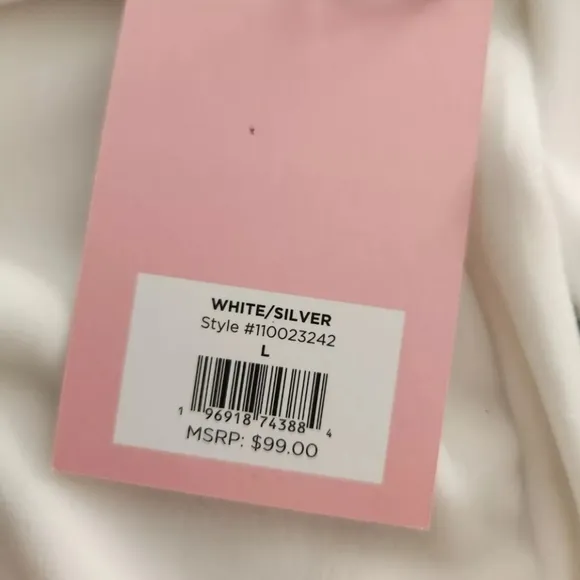 WHITE/SILVER
Style #110023242
L
1 96918 74388 4
MSRP: $99.00